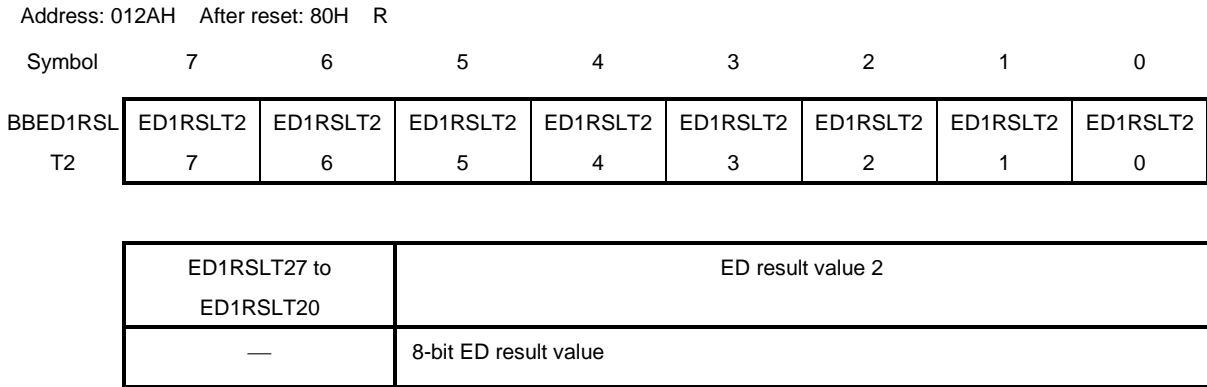 Address: 012AH After reset: 80H R
Symbol 7 6 5 4 3 2 1 0
BBED1RSL ED1RSLT2 ED1RSLT2 ED1RSLT2 ED1RSLT2 ED1RSLT2 ED1RSLT2 ED1RSLT2 ED1RSLT2
T2 7 6 5 4 3 2 1 0
ED1RSLT27 to ED result value 2
ED1RSLT20
— 8-bit ED result value